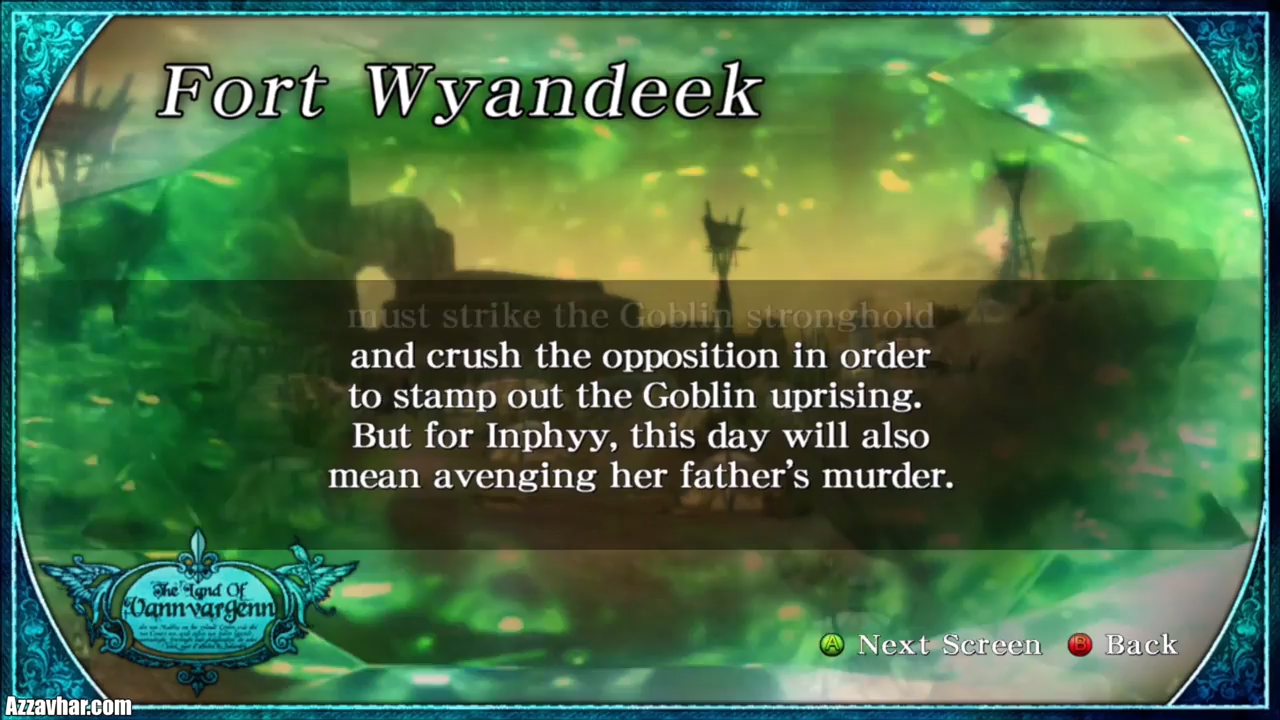 Fort Wyandeek
must strike the Goblin stronghold
and crush the opposition in order
to stamp out the Goblin uprising.
But for Inphyy, this day will also
mean avenging her father's murder.
The Land Of
Vannvargenn
A Next Screen B Back
Azzavhar.com